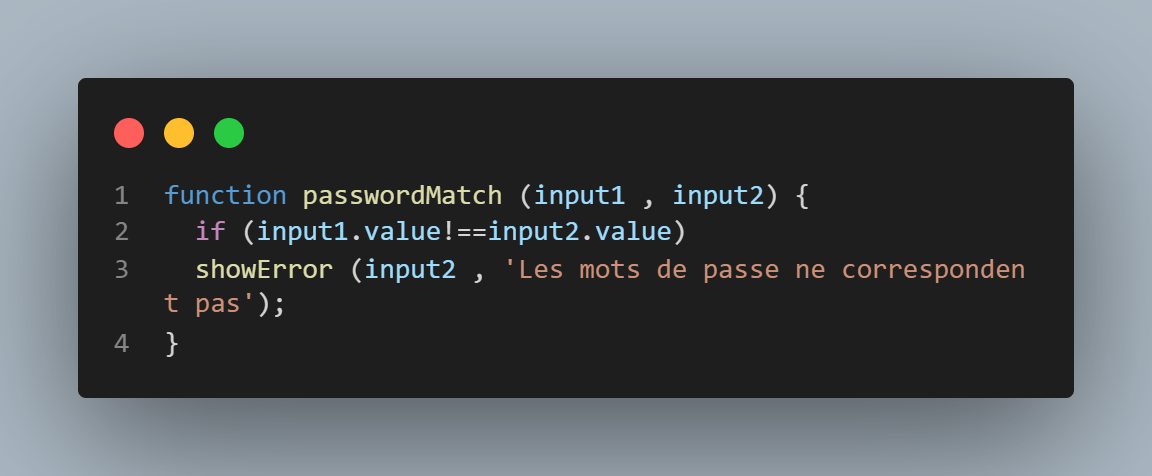 1 function passwordMatch (input1 , input2) {
2 if (input1.value!==input2.value)
3 showError (input2 , 'Les mots de passe ne corresponden
t pas');
4 }